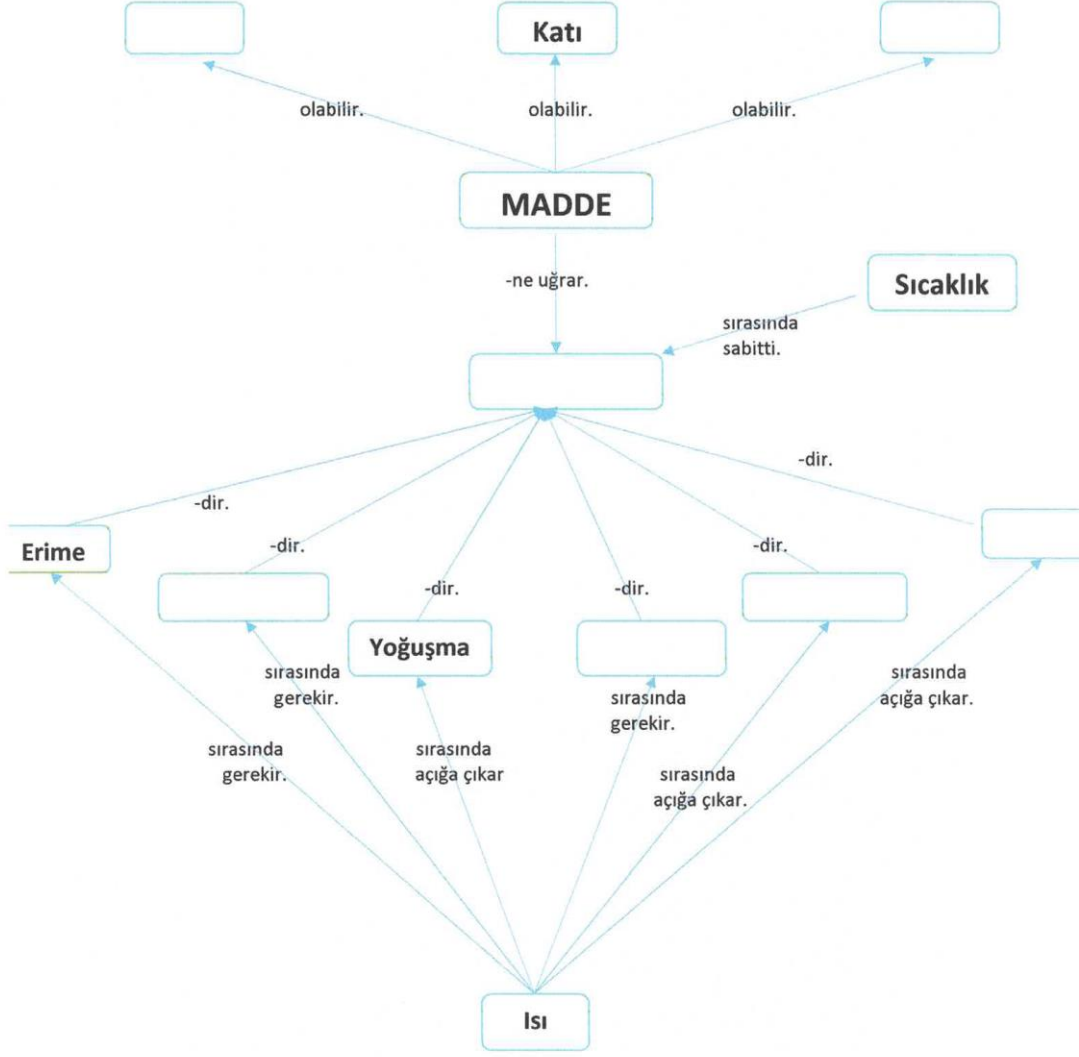 Katı
olabilir.
olabilir.
olabilir.
MADDE
-ne uğrar.
Sıcaklık
sırasında
sabitti.
-dir.
-dir.
Erime
-dir.
-dir.
-dir.
-dir.
Yoğuşma
sırasında
gerekir.
sırasında
gerekir.
sırasında
açığa çıkar.
sırasında
gerekir.
sırasında
açığa çıkar
sırasında
açığa çıkar.
Isı